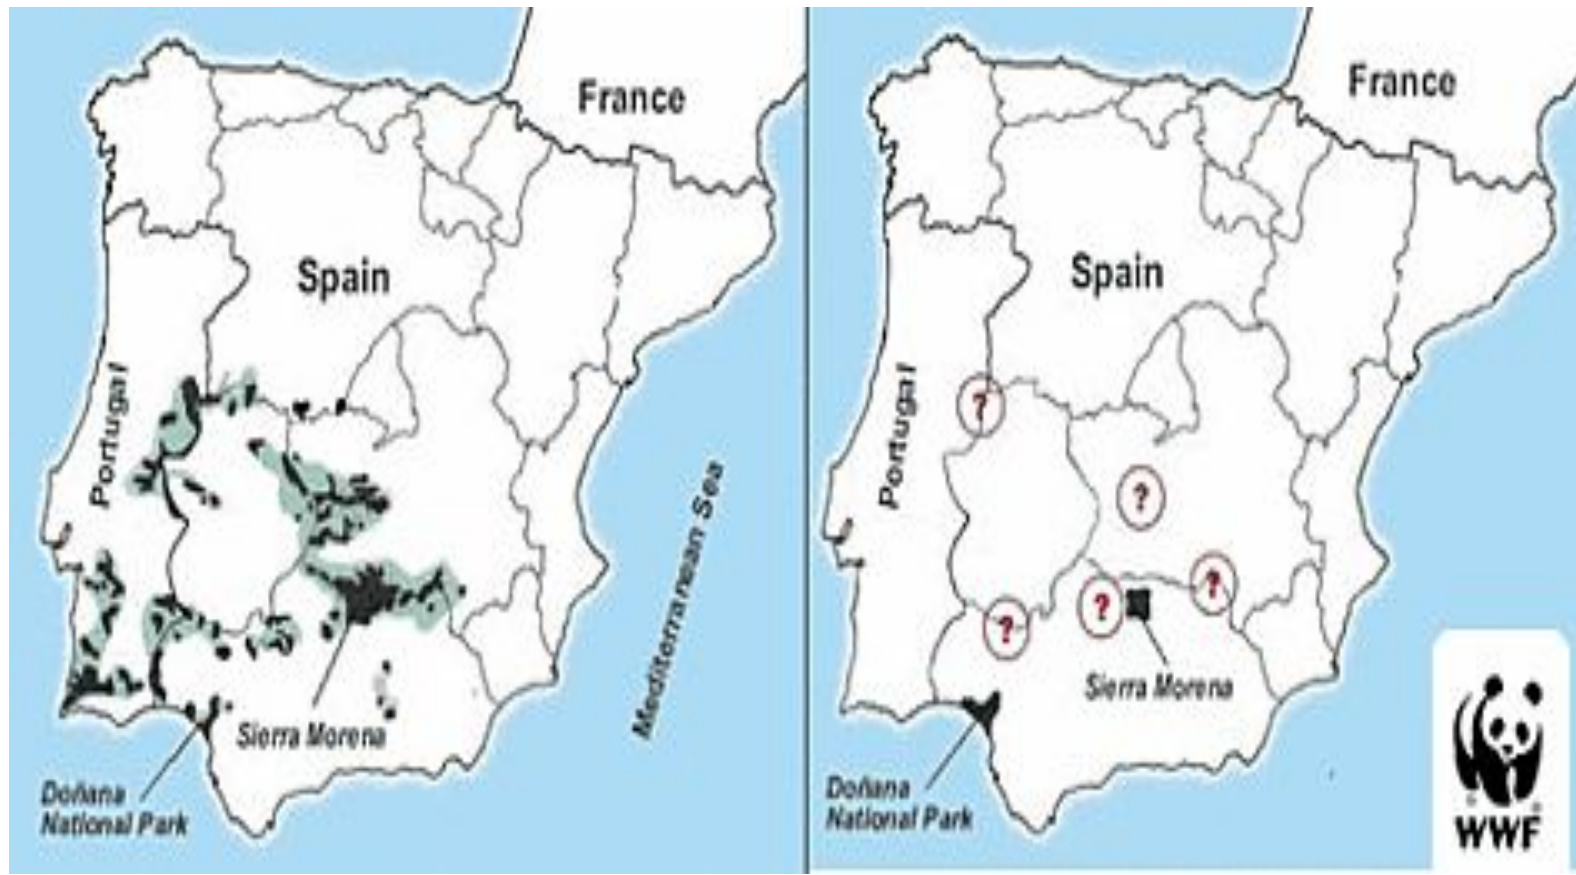 France
Spain
Portugal
Mediterranean Sea
Sierra Morena
Doñana
National Park
France
Spain
Portugal
?
?
?
?
?
Sierra Morena
Doñana
National Park
WWF